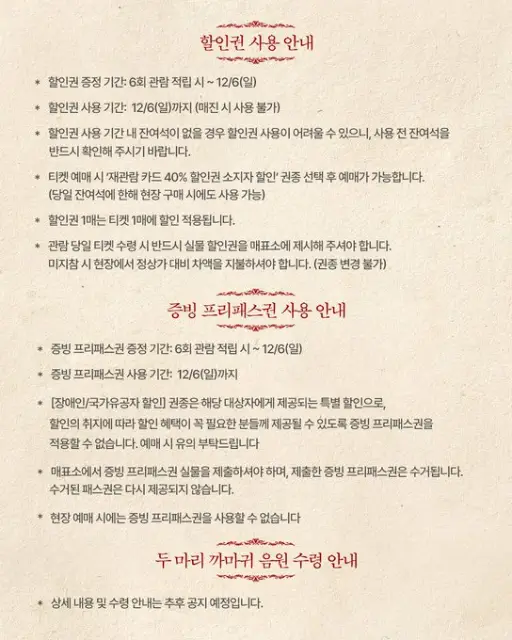 할인권 사용 안내
* 할인권 증정 기간: 6회 관람 적립 시 ~ 12/6(일)
* 할인권 사용 기간: 12/6(일)까지 (매진 시 사용 불가)
* 할인권 사용 기간 내 잔여석이 없을 경우 할인권 사용이 어려울 수 있으니, 사용 전 잔여석을
반드시 확인해 주시기 바랍니다.
* 티켓 예매 시 '재관람 카드 40% 할인권 소지자 할인' 권종 선택 후 예매가 가능합니다.
(당일 잔여석에 한해 현장 구매 시에도 사용 가능)
* 할인권 1매는 티켓 1매에 할인 적용됩니다.
* 관람 당일 티켓 수령 시 반드시 실물 할인권을 매표소에 제시해 주셔야 합니다.
미지참 시 현장에서 정상가 대비 차액을 지불하셔야 합니다. (권종 변경 불가)
증빙 프리패스권 사용 안내
* 증빙 프리패스권 증정 기간: 6회 관람 적립 시 ~ 12/6(일)
* 증빙 프리패스권 사용 기간: 12/6(일)까지
* [장애인/국가유공자 할인] 권종은 해당 대상자에게 제공되는 특별 할인으로,
할인의 취지에 따라 할인 혜택이 꼭 필요한 분들께 제공될 수 있도록 증빙 프리패스권을
적용할 수 없습니다. 예매 시 유의 부탁드립니다
* 매표소에서 증빙 프리패스권 실물을 제출하셔야 하며, 제출한 증빙 프리패스권은 수거됩니다.
수거된 패스권은 다시 제공되지 않습니다.
* 현장 예매 시에는 증빙 프리패스권을 사용할 수 없습니다
두 마리 까마귀 음원 수령 안내
* 상세 내용 및 수령 안내는 추후 공지 예정입니다.